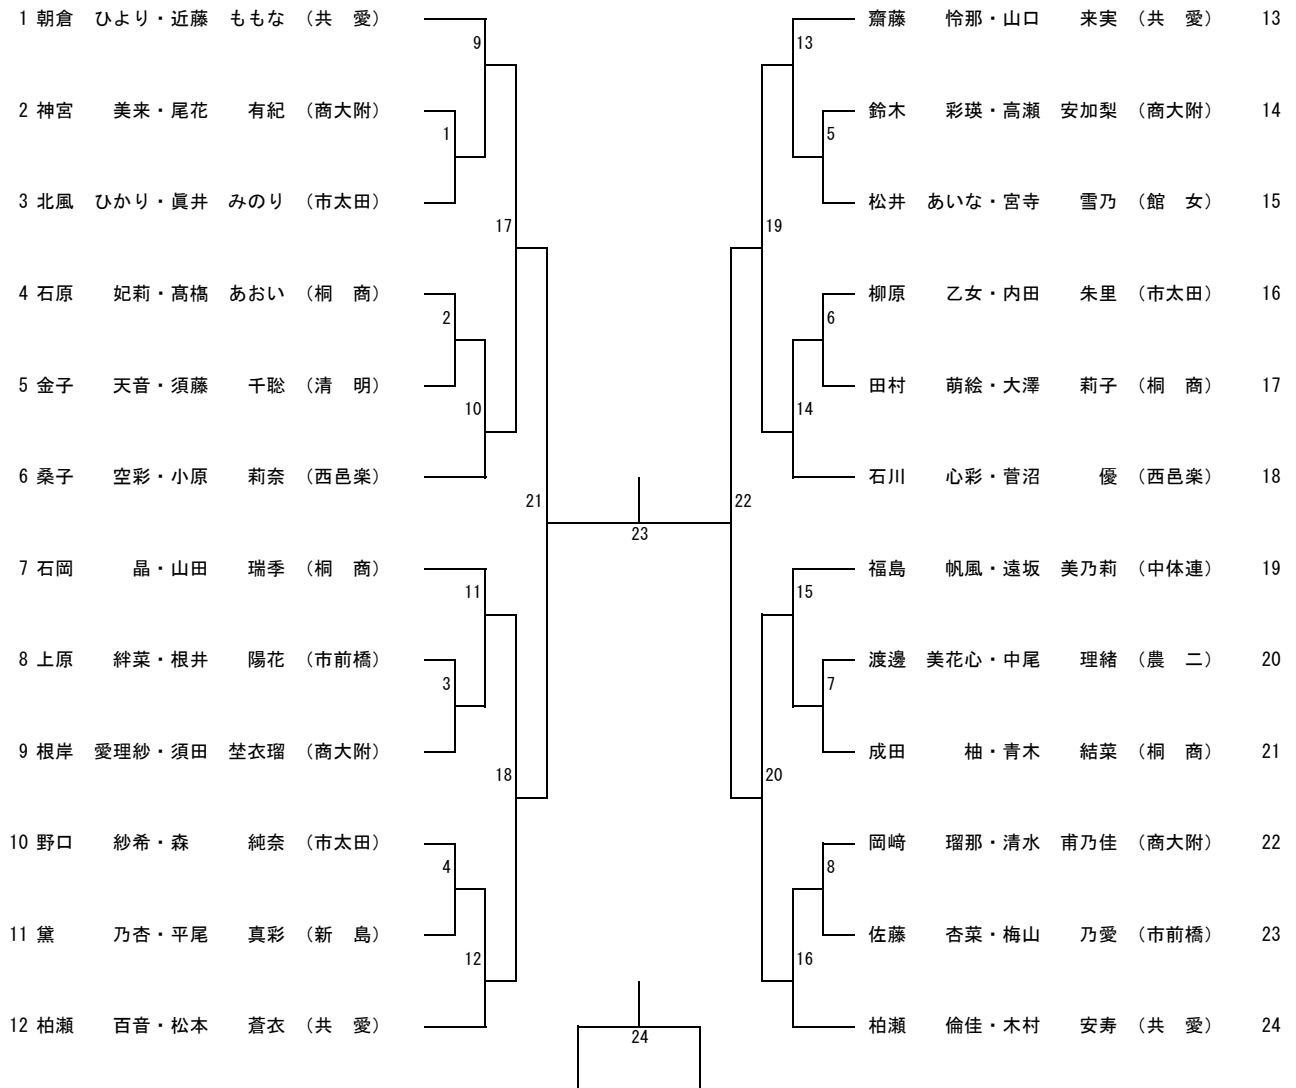 1 朝倉 ひより・近藤 ももな （共 愛）
9
2 神宮 美来・尾花 有紀 （商大附）
1
3 北風 ひかり・眞井 みのり （市太田）
17
4 石原 妃莉・髙槗 あおい （桐 商）
2
5 金子 天音・須藤 千聡 （清 明）
10
6 桑子 空彩・小原 莉奈 （西邑楽）
21
7 石岡 晶・山田 瑞季 （桐 商）
11
8 上原 絆菜・根井 陽花 （市前橋）
3
9 根岸 愛理紗・須田 埜衣瑠 （商大附）
18
10 野口 紗希・森 純奈 （市太田）
4
11 黛 乃杏・平尾 真彩 （新 島）
12
12 柏瀬 百音・松本 蒼衣 （共 愛）
23
24
齋藤 怜那・山口 来実 （共 愛） 13
13
鈴木 彩瑛・高瀬 安加梨 （商大附） 14
5
松井 あいな・宮寺 雪乃 （館 女） 15
19
柳原 乙女・内田 朱里 （市太田） 16
6
田村 萌絵・大澤 莉子 （桐 商） 17
14
石川 心彩・菅沼 優 （西邑楽） 18
22
福島 帆風・遠坂 美乃莉 （中体連） 19
15
渡邊 美花心・中尾 理緒 （農 二） 20
7
成田 柚・青木 結菜 （桐 商） 21
20
岡﨑 瑠那・清水 甫乃佳 （商大附） 22
8
佐藤 杏菜・梅山 乃愛 （市前橋） 23
16
柏瀬 倫佳・木村 安寿 （共 愛） 24